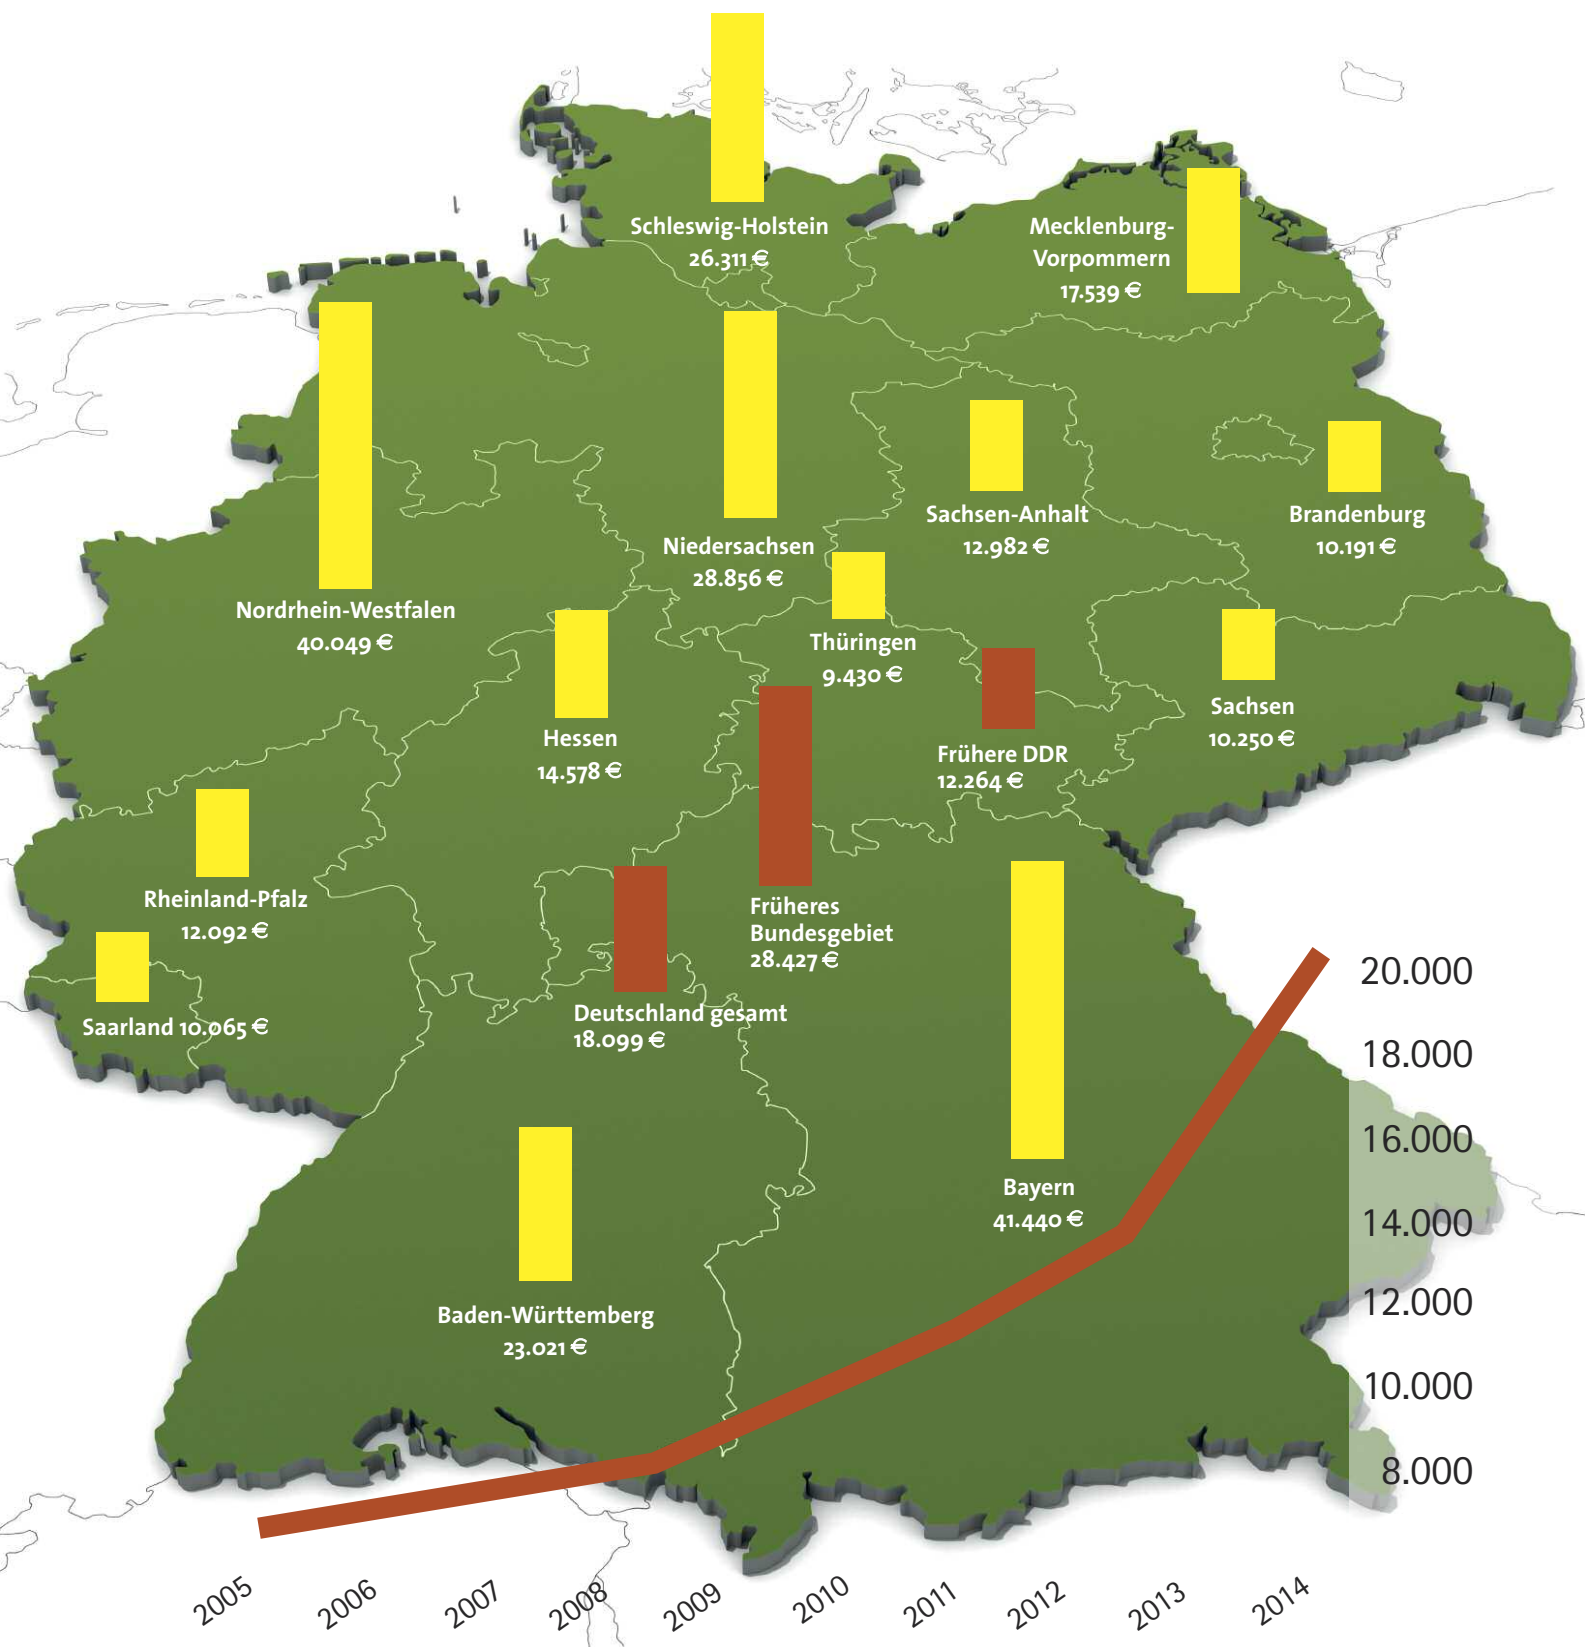 Schleswig-Holstein
26.311 €
Mecklenburg-
Vorpommern
17.539 €
Niedersachsen
28.856 €
Sachsen-Anhalt
12.982 €
Brandenburg
10.191 €
Nordrhein-Westfalen
40.049 €
Thüringen
9.430 €
Hessen
14.578 €
Frühere DDR
12.264 €
Sachsen
10.250 €
Rheinland-Pfalz
12.092 €
Früheres
Bundesgebiet
28.427 €
Saarland 10.065 €
Deutschland gesamt
18.099 €
Bayern
41.440 €
Baden-Württemberg
23.021 €
20.000
18.000
16.000
14.000
12.000
10.000
8.000
2005
2006
2007
2008
2009
2010
2011
2012
2013
2014